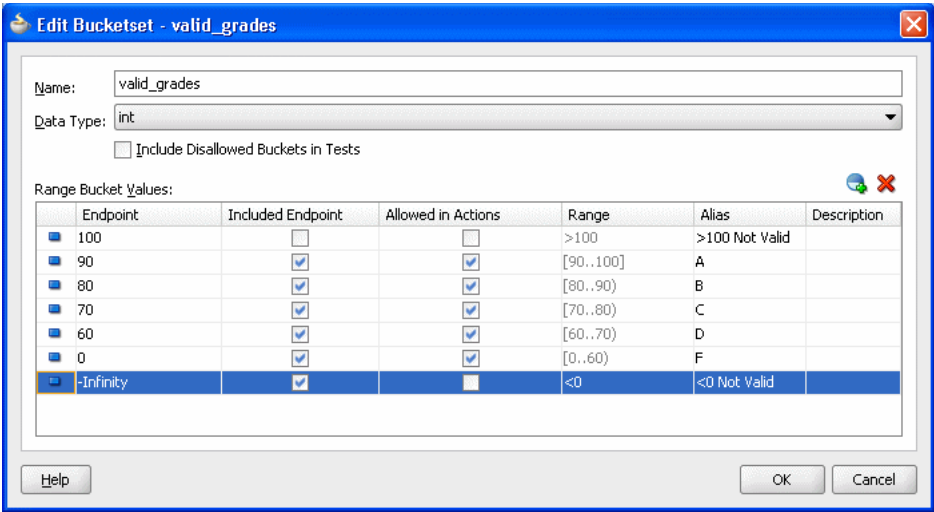 Edit Bucketset - valid_grades
Name: valid_grades
Data Type: int
Include Disallowed Buckets in Tests
Range Bucket Values:
Endpoint Included Endpoint Allowed in Actions Range Alias Description
100 >100 >100 Not Valid
90 [90..100] A
80 [80..90) B
70 [70..80) C
60 [60..70) D
0 [0..60) F
-Infinity <0 <0 Not Valid
Help OK Cancel